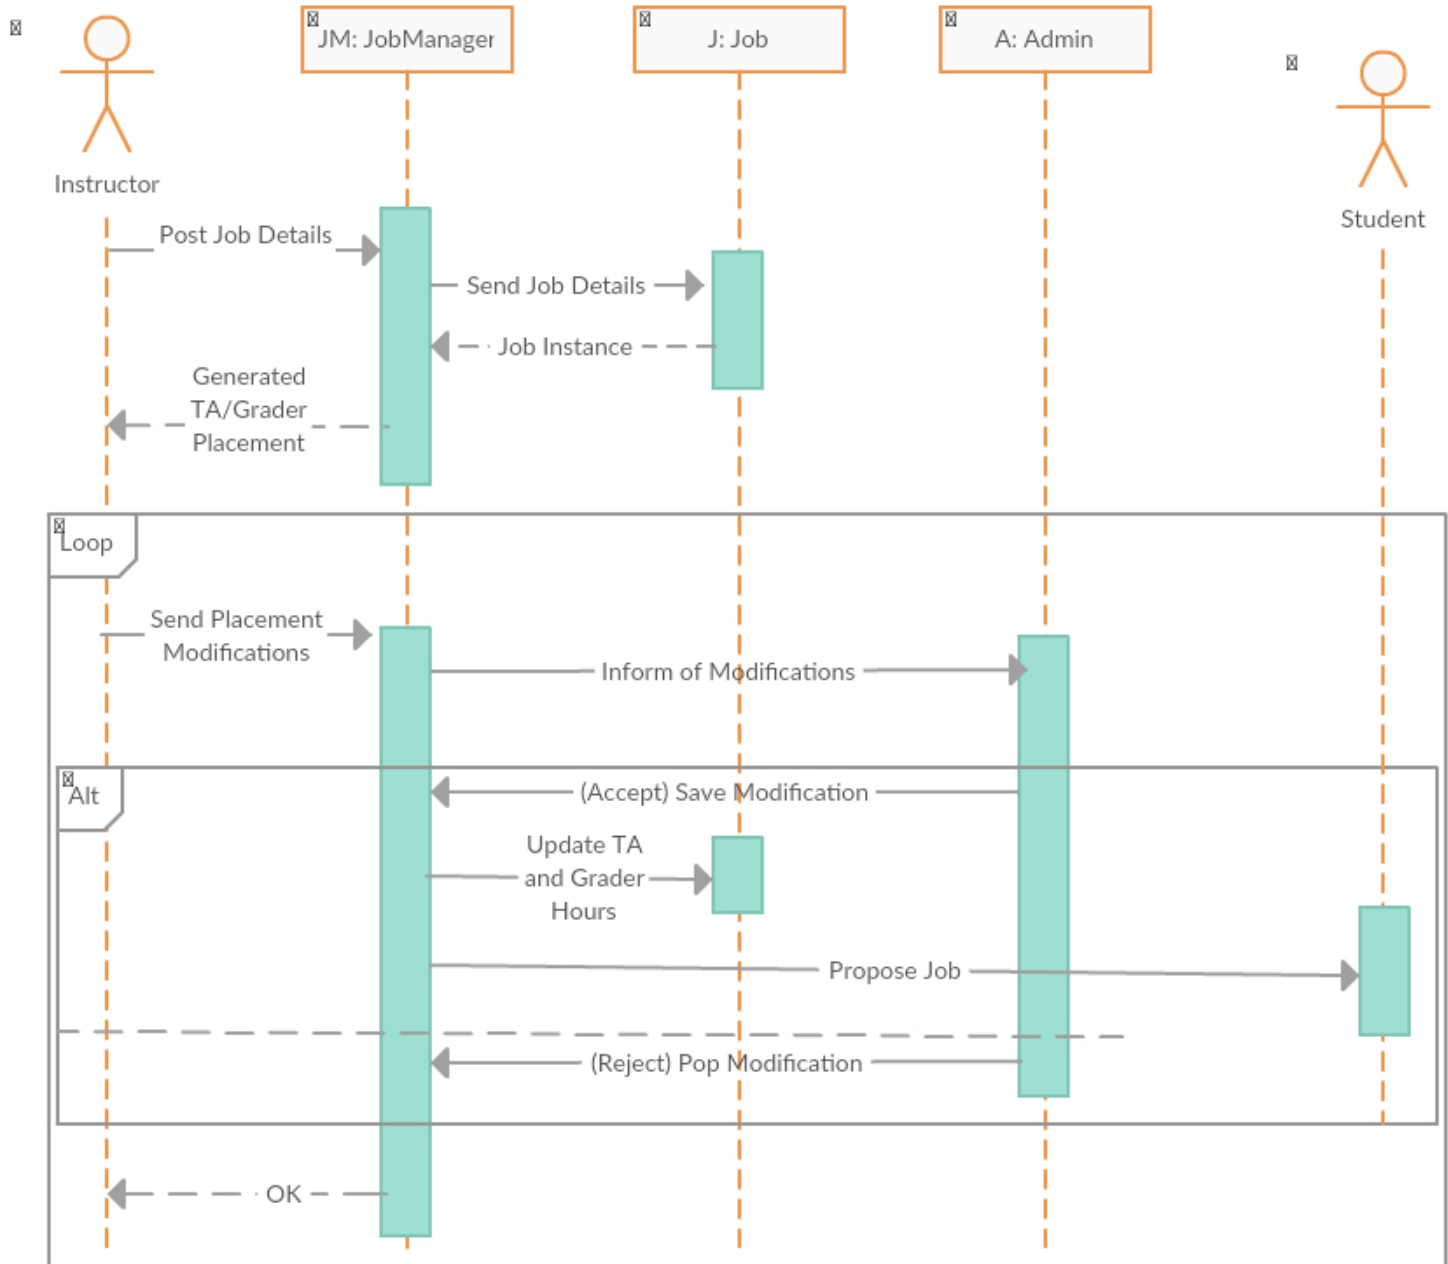 JM: JobManager
J: Job
A: Admin
Instructor
Student
Post Job Details
Send Job Details
Job Instance
Generated
TA/Grader
Placement
Loop
Send Placement
Modifications
Inform of Modifications
Alt
(Accept) Save Modification
Update TA
and Grader
Hours
Propose Job
(Reject) Pop Modification
OK